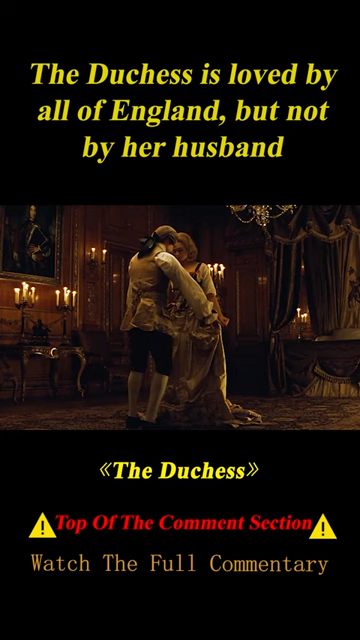 The Duchess is loved by
all of England, but not
by her husband
《The Duchess》
Top Of The Comment Section
Watch The Full Commentary